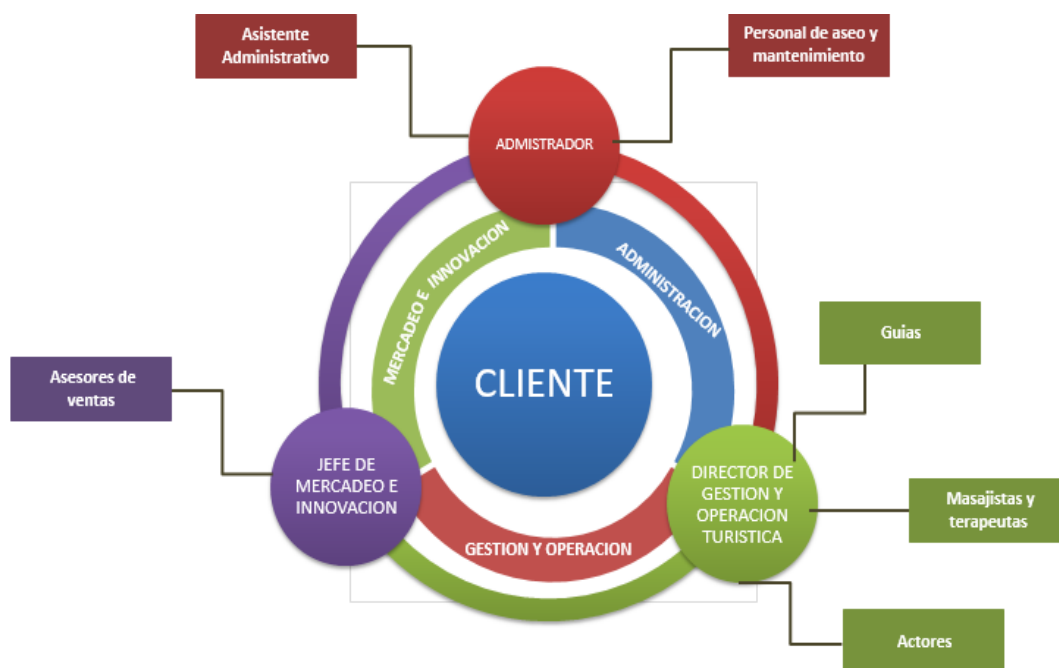 Asistente
Administrativo
Personal de aseo y
mantenimiento
ADMISTRADOR
MERCADEO E INNOVACION
ADMINISTRACION
Guias
CLIENTE
Asesores de
ventas
JEFE DE
MERCADEO E
INNOVACION
DIRECTOR DE
GESTION Y
OPERACION
TURISTICA
Masajistas y
terapeutas
GESTION Y OPERACION
Actores